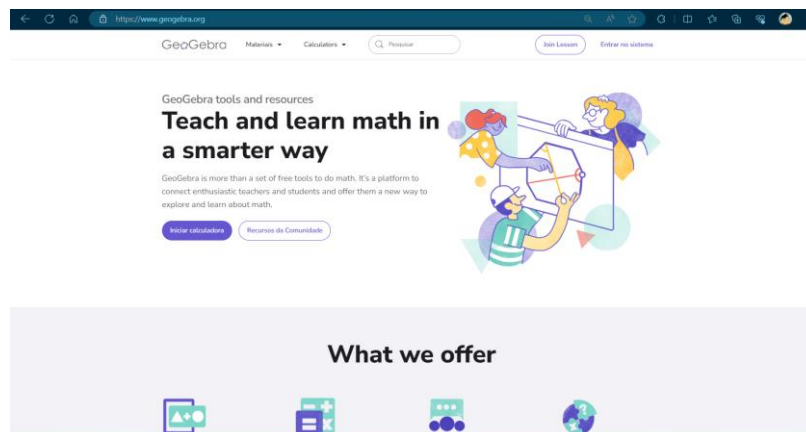 https://www.geogebra.org
GeoGebra Materiais Calculators Pesquisar Join Lesson Entrar no sistema
GeoGebra tools and resources
Teach and learn math in
a smarter way
GeoGebra is more than a set of free tools to do math. It's a platform to
connect enthusiastic teachers and students and offer them a new way to
explore and learn about math.
Iniciar calculadora Recursos da Comunidade
What we offer